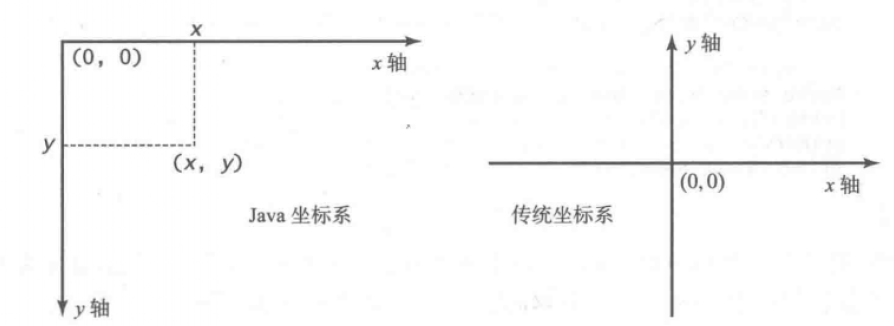 x
(0, 0)
x 轴
y
(x, y)
Java 坐标系
y 轴
y 轴
(0,0)
x 轴
传统坐标系